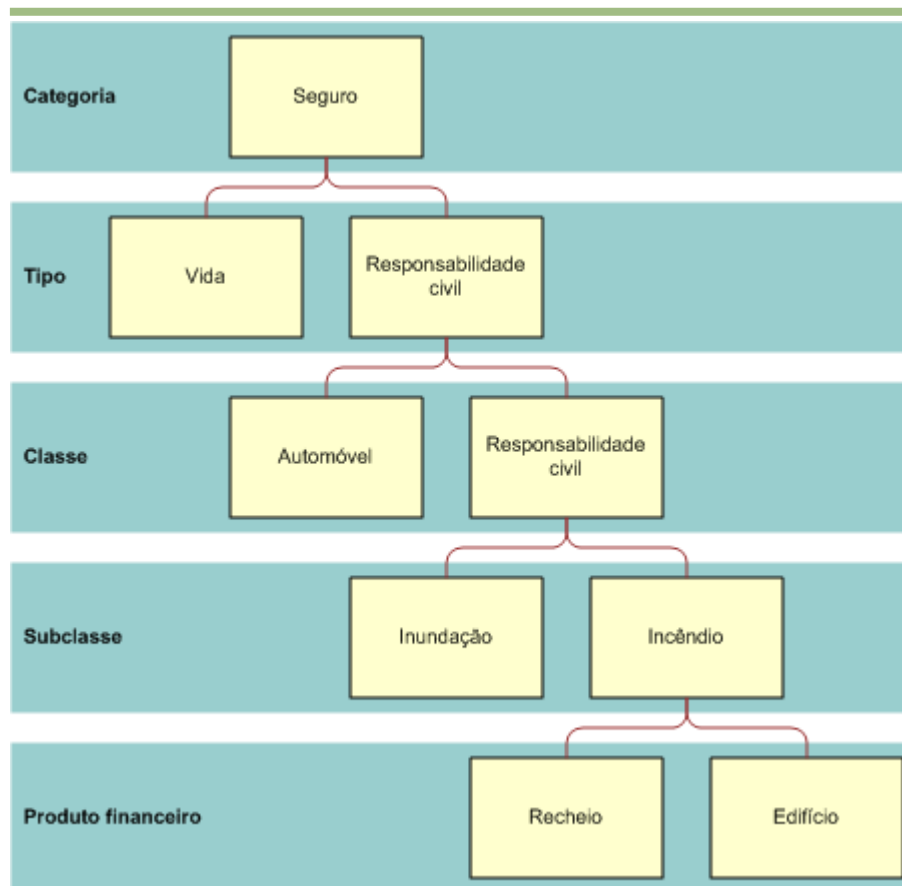 Categoria
Seguro
Tipo
Vida
Responsabilidade
civil
Classe
Automóvel
Responsabilidade
civil
Subclasse
Inundação
Incêndio
Produto financeiro
Recheio
Edifício